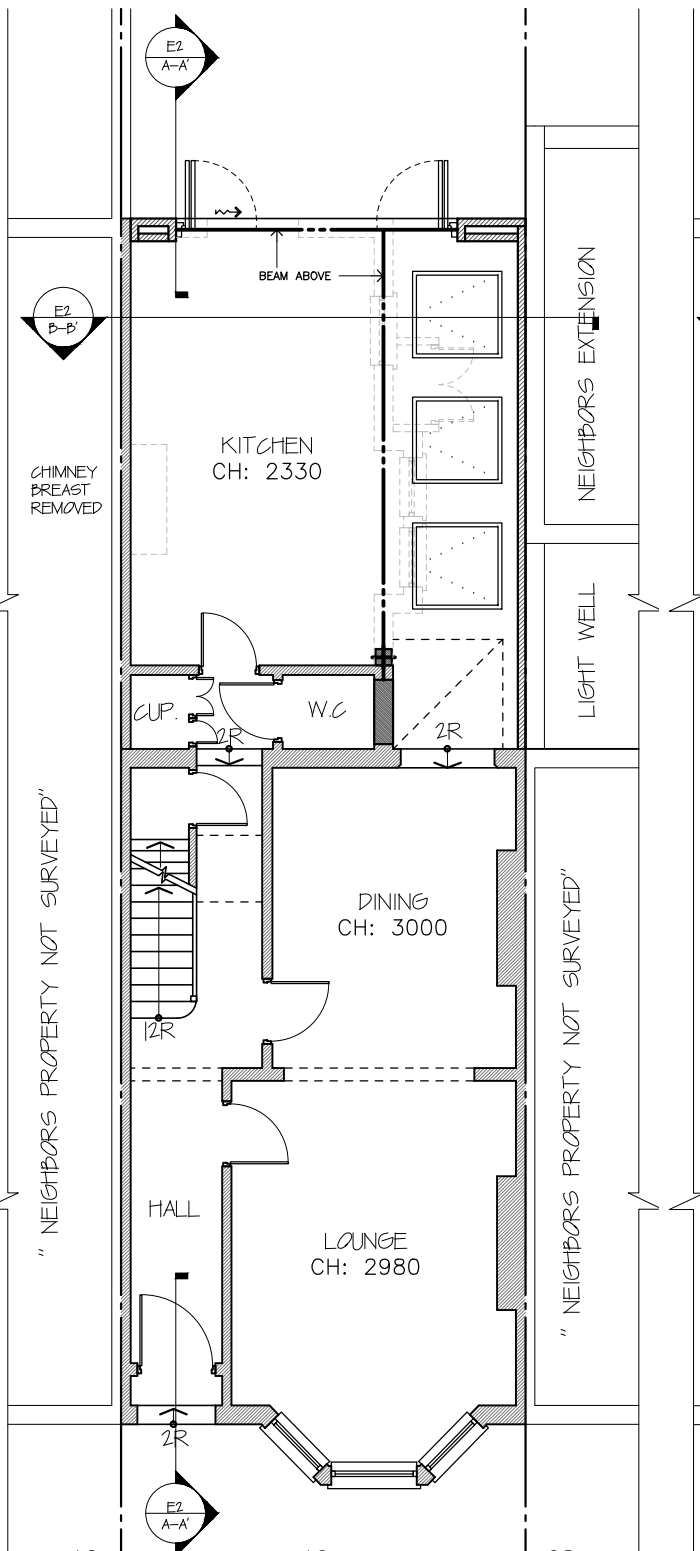 E2
A-A'
BEAM ABOVE
E2
B-B'
NEIGHBORS EXTENSION
KITCHEN
CH: 2330
CHIMNEY
BREAST
REMOVED
LIGHT WELL
CUP.
W.C
2R
2R
" NEIGHBORS PROPERTY NOT SURVEYED"
DINING
CH: 3000
" NEIGHBORS PROPERTY NOT SURVEYED"
12R
HALL
LOUNGE
CH: 2980
2R
E2
A-A'